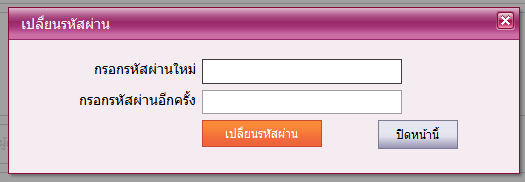 เปลี่ยนรหัสผ่าน
กรอกรหัสผ่านใหม่
กรอกรหัสผ่านอีกครั้ง
เปลี่ยนรหัสผ่าน ปิดหน้านี้